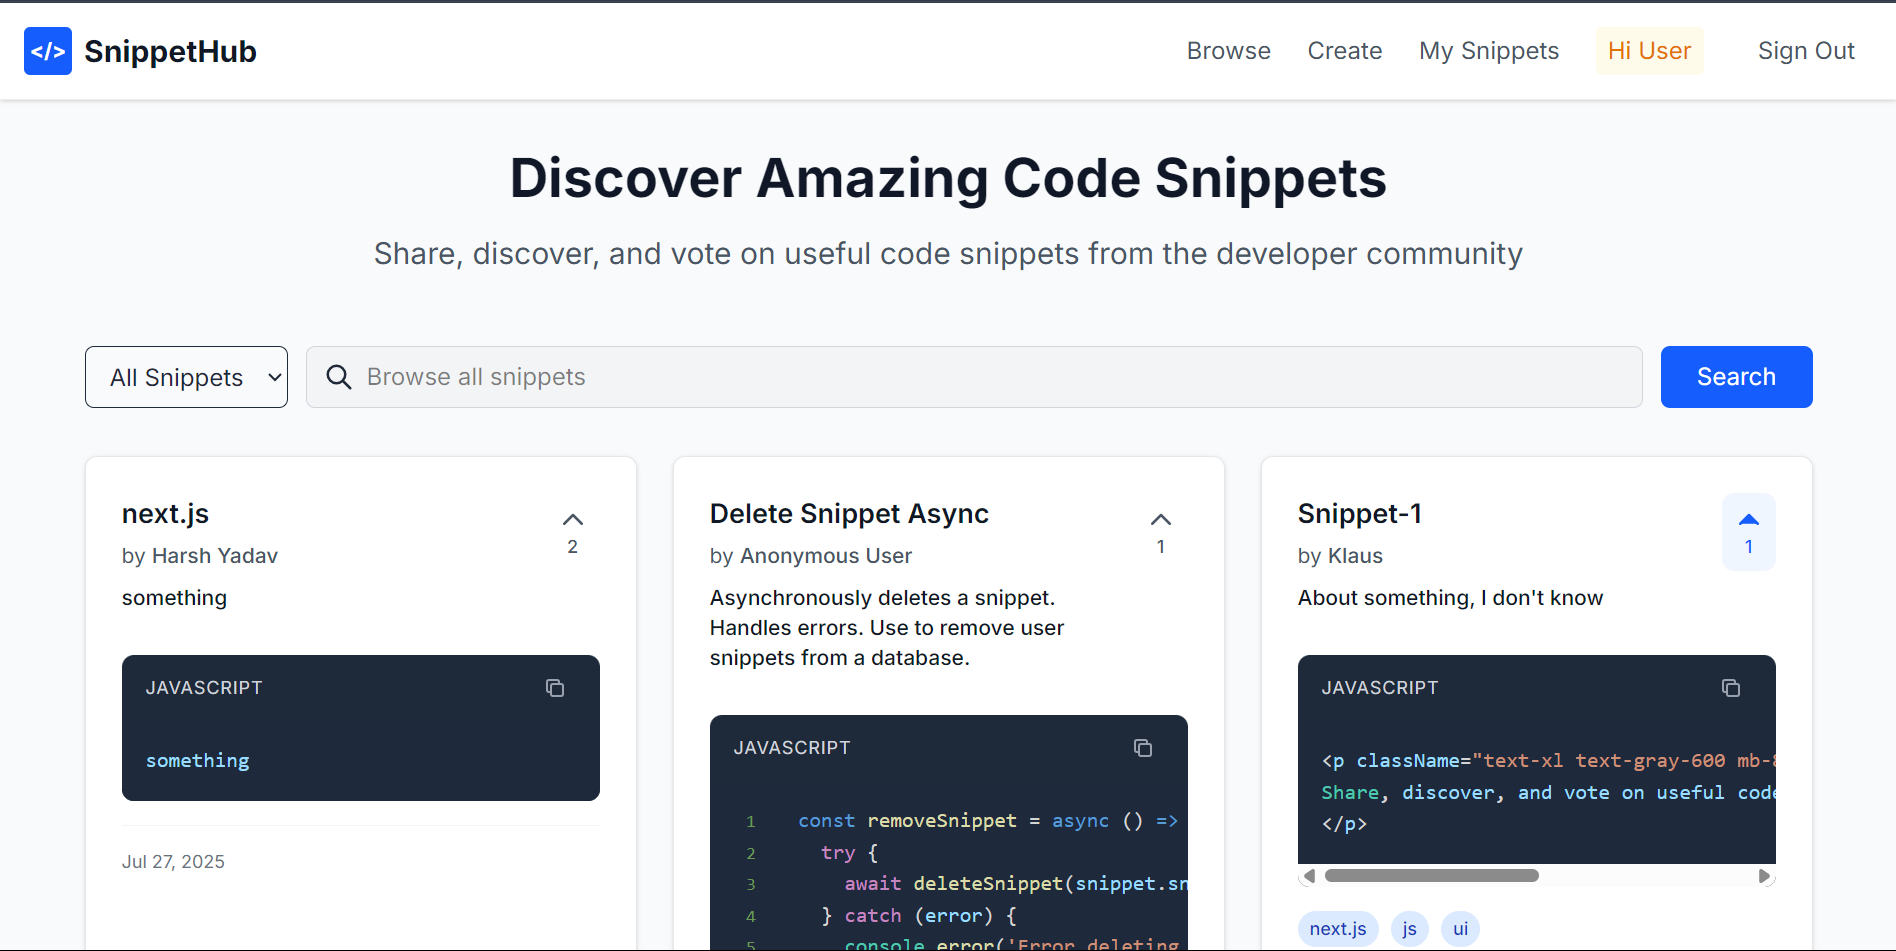 </> SnippetHub
Browse Create My Snippets Hi User Sign Out
Discover Amazing Code Snippets
Share, discover, and vote on useful code snippets from the developer community
All Snippets
Browse all snippets
Search
next.js
2
by Harsh Yadav
something
JAVASCRIPT
something
Jul 27, 2025
Delete Snippet Async
1
by Anonymous User
Asynchronously deletes a snippet.
Handles errors. Use to remove user
snippets from a database.
JAVASCRIPT
1 const removeSnippet = async () =>
2 try {
3 await deleteSnippet(snippet.sn
4 } catch (error) {
5 console.error('Error deleting
Snippet-1
1
by Klaus
About something, I don't know
JAVASCRIPT
<p className="text-xl text-gray-600 mb-8
Share, discover, and vote on useful code
</p>
next.js js ui